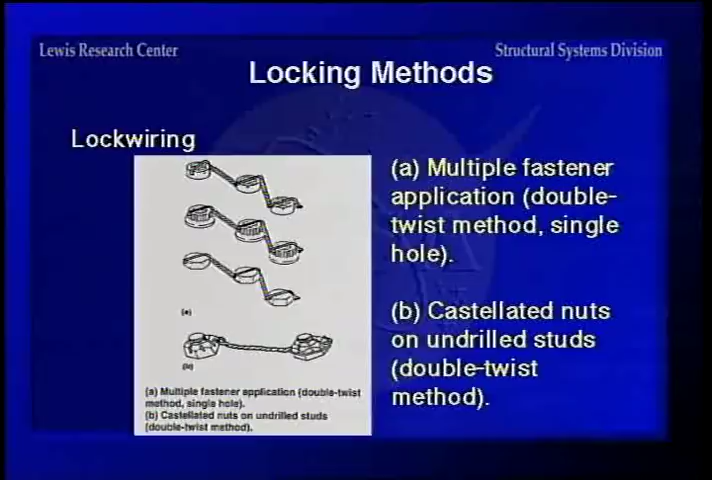 Lewis Research Center
Structural Systems Division
Locking Methods
Lockwiring
(a) Multiple fastener
application (double-
twist method, single
hole).
(b) Castellated nuts
on undrilled studs
(double-twist
method).
(a)
(b)
(a) Multiple fastener application (double-twist
method, single hole).
(b) Castellated nuts on undrilled studs
(double-twist method).